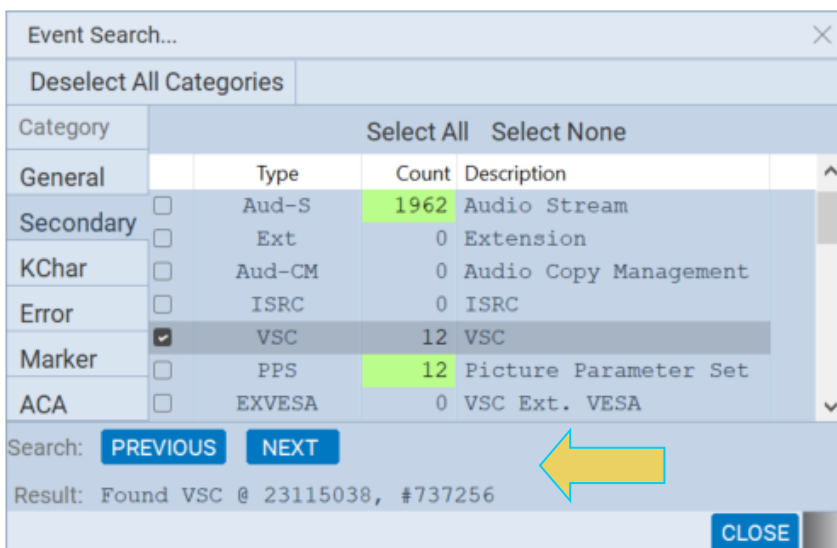 Event Search...
Deselect All Categories
Category
Select All Select None
Type Count Description
General
Aud-S 1962 Audio Stream
Secondary
Ext 0 Extension
KChar
Aud-CM 0 Audio Copy Management
Error
ISRC 0 ISRC
VSC 12 VSC
Marker
PPS 12 Picture Parameter Set
ACA
EXVESA 0 VSC Ext. VESA
Search: PREVIOUS NEXT
Result: Found VSC @ 23115038, #737256
CLOSE